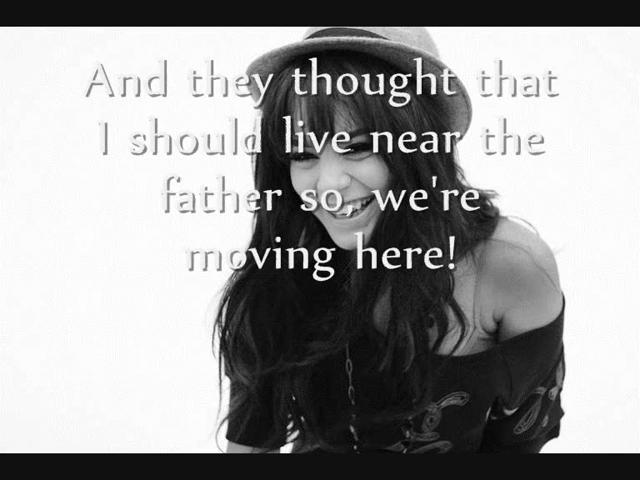 And they thought that
I should live near the
father so, we're
moving here!